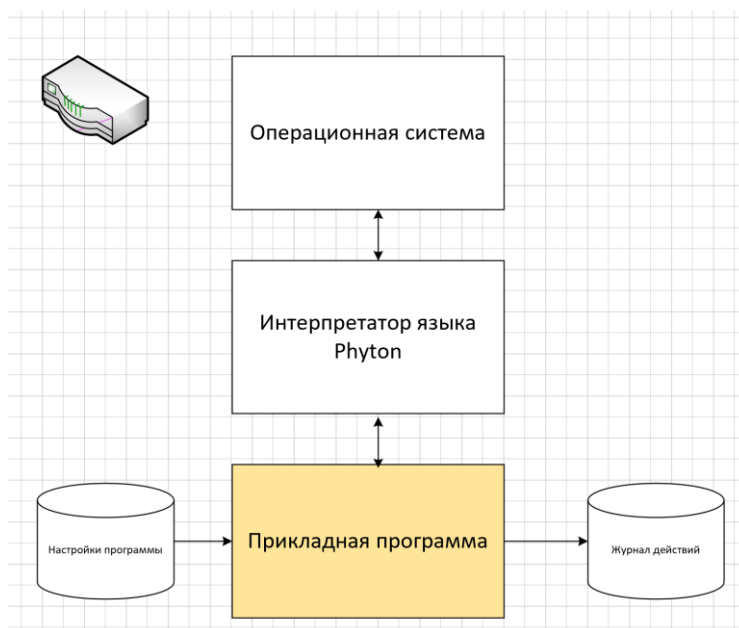 Операционная система
Интерпретатор языка
Phyton
Настройки программы
Прикладная программа
Журнал действий